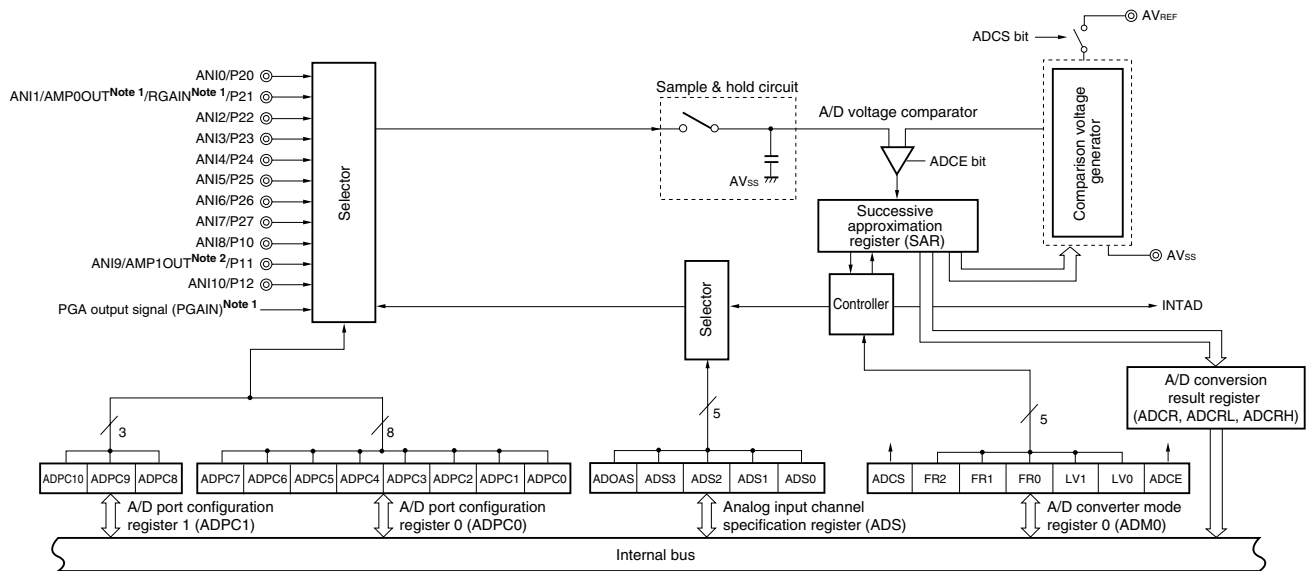 AVREF
ADCS bit
ANI0/P20
ANI1/AMP0OUTNote 1/RGAINNote 1/P21
ANI2/P22
ANI3/P23
ANI4/P24
ANI5/P25
ANI6/P26
ANI7/P27
ANI8/P10
ANI9/AMP1OUTNote 2/P11
ANI10/P12
PGA output signal (PGAIN)Note 1
Selector
Sample & hold circuit
AVSS
A/D voltage comparator
ADCE bit
Comparison voltage
generator
AVSS
Successive
approximation
register (SAR)
Selector
Controller
INTAD
A/D conversion
result register
(ADCR, ADCRL, ADCRH)
3
8
5
5
ADPC10 ADPC9 ADPC8
ADPC7 ADPC6 ADPC5 ADPC4 ADPC3 ADPC2 ADPC1 ADPC0
ADOAS ADS3 ADS2 ADS1 ADS0
ADCS FR2 FR1 FR0 LV1 LV0 ADCE
A/D port configuration
register 1 (ADPC1)
A/D port configuration
register 0 (ADPC0)
Analog input channel
specification register (ADS)
A/D converter mode
register 0 (ADM0)
Internal bus